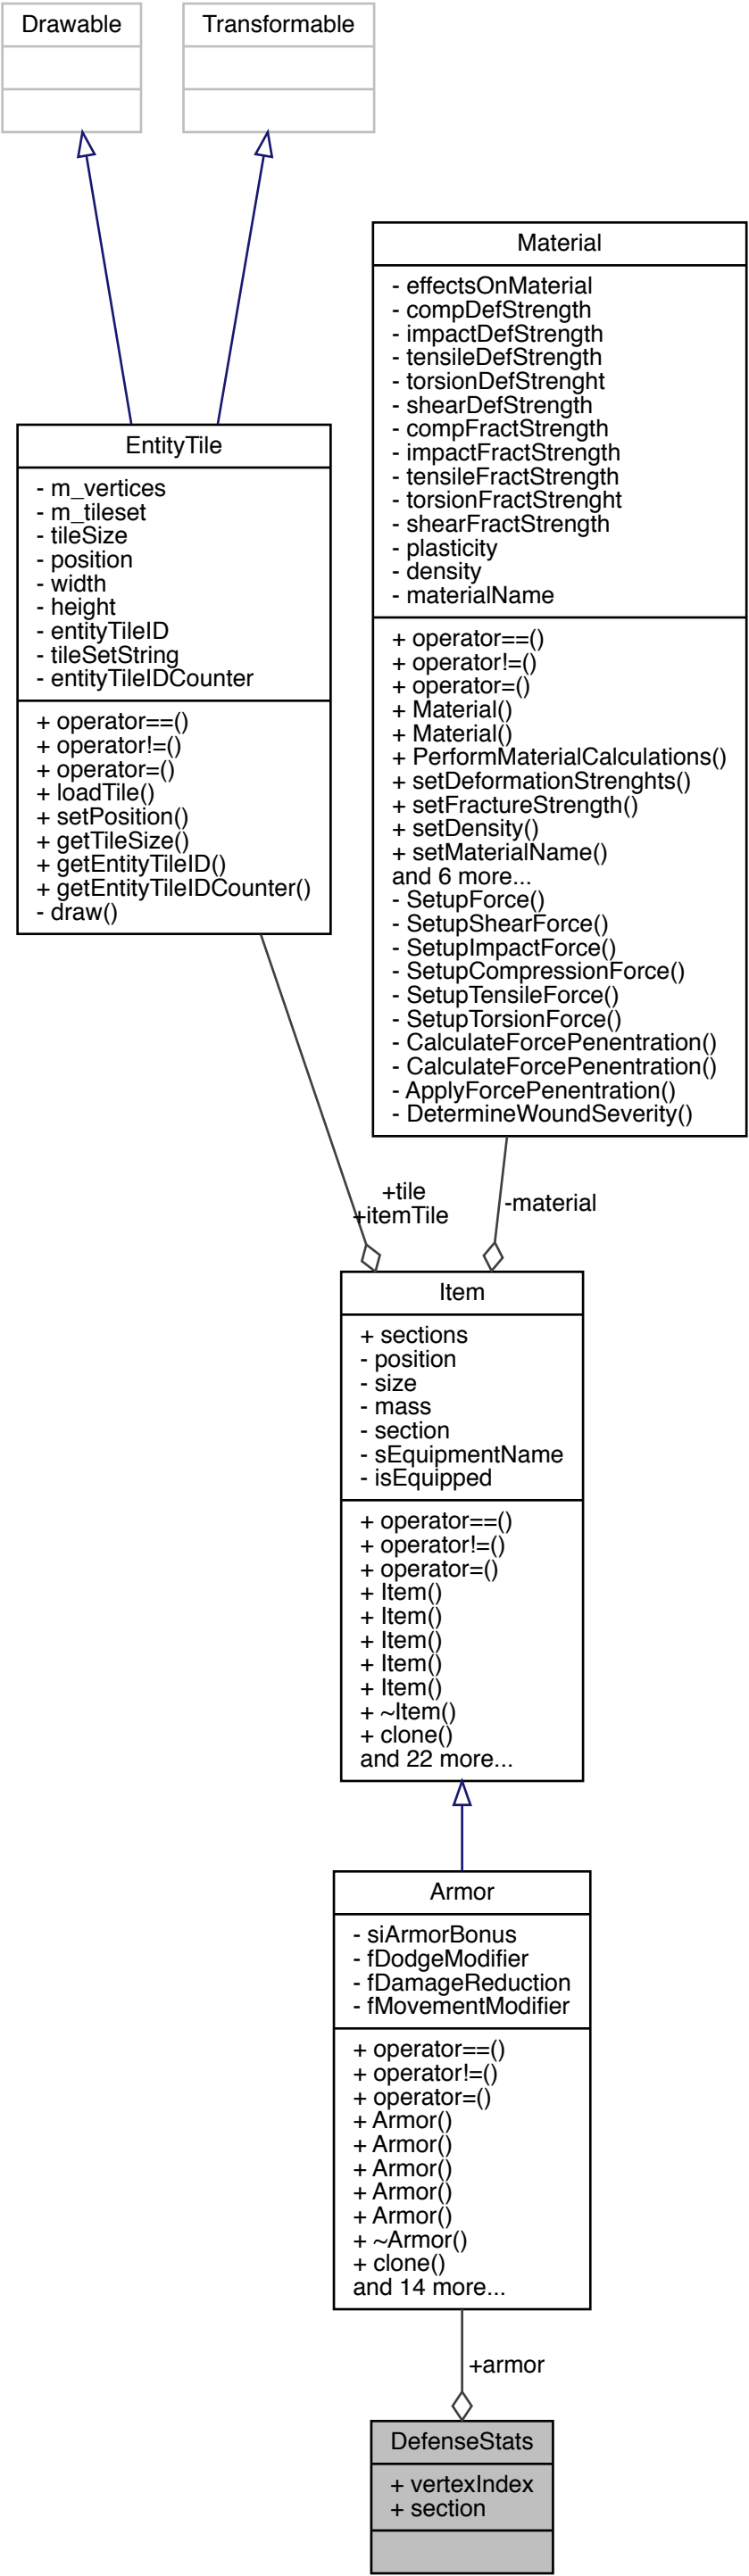 Drawable
Transformable
Material
- effectsOnMaterial
- compDefStrength
- impactDefStrength
- tensileDefStrength
- torsionDefStrenght
- shearDefStrength
- compFractStrength
- impactFractStrength
- tensileFractStrength
- torsionFractStrenght
- shearFractStrength
- plasticity
- density
- materialName
+ operator==()
+ operator!=()
+ operator=()
+ Material()
+ Material()
+ PerformMaterialCalculations()
+ setDeformationStrenghts()
+ setFractureStrength()
+ setDensity()
+ setMaterialName()
and 6 more...
- SetupForce()
- SetupShearForce()
- SetupImpactForce()
- SetupCompressionForce()
- SetupTensileForce()
- SetupTorsionForce()
- CalculateForcePenentration()
- CalculateForcePenentration()
- ApplyForcePenentration()
- DetermineWoundSeverity()
EntityTile
- m_vertices
- m_tileset
- tileSize
- position
- width
- height
- entityTileID
- tileSetString
- entityTileIDCounter
+ operator==()
+ operator!=()
+ operator=()
+ loadTile()
+ setPosition()
+ getTileSize()
+ getEntityTileID()
+ getEntityTileIDCounter()
- draw()
+tile
+itemTile
-material
Item
+ sections
- position
- size
- mass
- section
- sEquipmentName
- isEquipped
+ operator==()
+ operator!=()
+ operator=()
+ Item()
+ Item()
+ Item()
+ Item()
+ Item()
+ ~Item()
+ clone()
and 22 more...
Armor
- siArmorBonus
- fDodgeModifier
- fDamageReduction
- fMovementModifier
+ operator==()
+ operator!=()
+ operator=()
+ Armor()
+ Armor()
+ Armor()
+ Armor()
+ Armor()
+ ~Armor()
+ clone()
and 14 more...
+armor
DefenseStats
+ vertexIndex
+ section